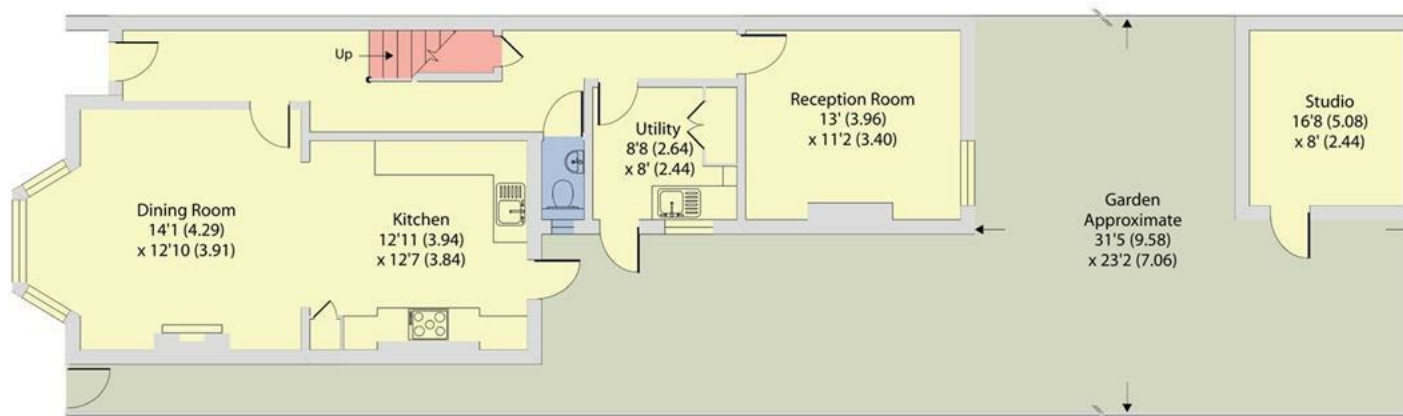 Up
Reception Room
13' (3.96)
x 11'2 (3.40)
Studio
16'8 (5.08)
x 8' (2.44)
Utility
8'8 (2.64)
x 8' (2.44)
Dining Room
14'1 (4.29)
x 12'10 (3.91)
Kitchen
12'11 (3.94)
x 12'7 (3.84)
Garden
Approximate
31'5 (9.58)
x 23'2 (7.06)